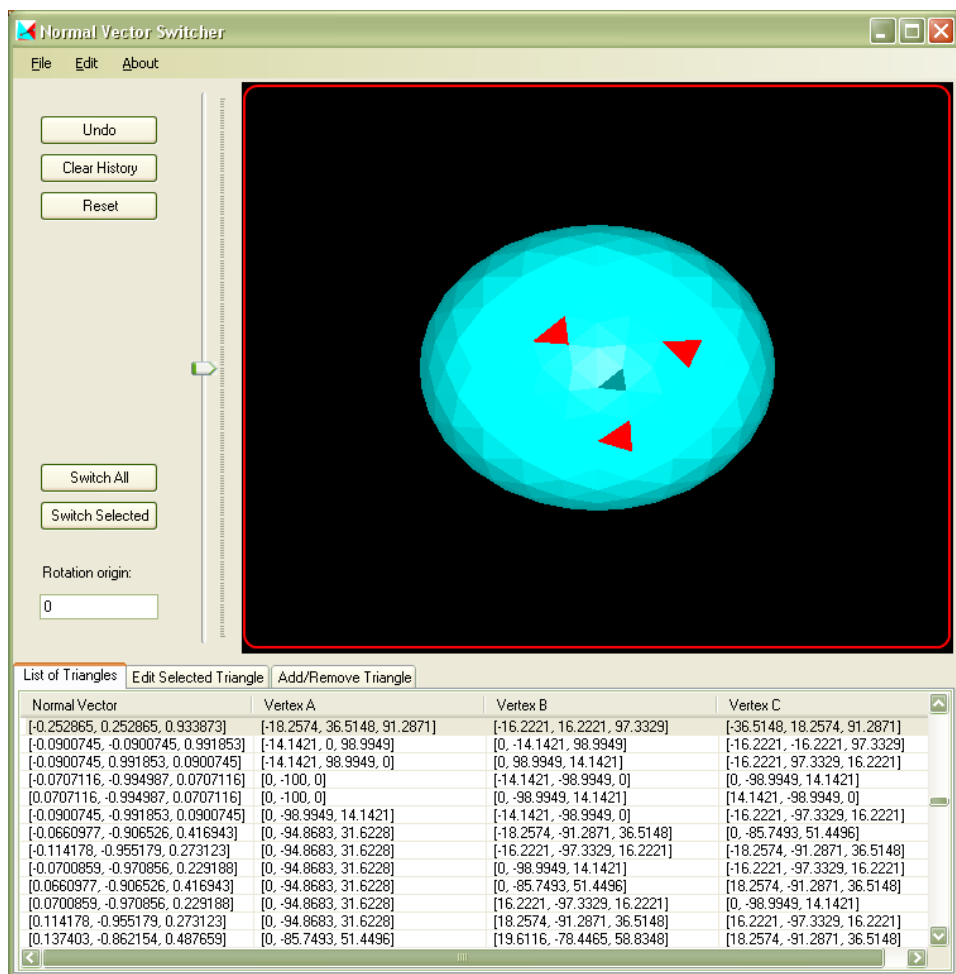 Normal Vector Switcher
File Edit About
Undo
Clear History
Reset
Switch All
Switch Selected
Rotation origin:
0
List of Triangles Edit Selected Triangle Add/Remove Triangle
Normal Vector Vertex A Vertex B Vertex C
[-0.252865, 0.252865, 0.933873] [-18.2574, 36.5148, 91.2871] [-16.2221, 16.2221, 97.3329] [-36.5148, 18.2574, 91.2871]
[-0.0900745, -0.0900745, 0.991853] [-14.1421, 0, 98.9949] [0, -14.1421, 98.9949] [-16.2221, -16.2221, 97.3329]
[-0.0900745, 0.991853, 0.0900745] [-14.1421, 98.9949, 0] [0, 98.9949, 14.1421] [-16.2221, 97.3329, 16.2221]
[-0.0707116, -0.994987, 0.0707116] [0, -100, 0] [-14.1421, -98.9949, 0] [0, -98.9949, 14.1421]
[0.0707116, -0.994987, 0.0707116] [0, -100, 0] [0, -98.9949, 14.1421] [14.1421, -98.9949, 0]
[-0.0900745, -0.991853, 0.0900745] [0, -98.9949, 14.1421] [-14.1421, -98.9949, 0] [-16.2221, -97.3329, 16.2221]
[-0.0660977, -0.906526, 0.416943] [0, -94.8683, 31.6228] [-18.2574, -91.2871, 36.5148] [0, -85.7493, 51.4496]
[-0.114178, -0.955179, 0.273123] [0, -94.8683, 31.6228] [-16.2221, -97.3329, 16.2221] [-18.2574, -91.2871, 36.5148]
[-0.0700859, -0.970856, 0.229188] [0, -94.8683, 31.6228] [0, -98.9949, 14.1421] [-16.2221, -97.3329, 16.2221]
[0.0660977, -0.906526, 0.416943] [0, -94.8683, 31.6228] [0, -85.7493, 51.4496] [18.2574, -91.2871, 36.5148]
[0.0700859, -0.970856, 0.229188] [0, -94.8683, 31.6228] [16.2221, -97.3329, 16.2221] [0, -98.9949, 14.1421]
[0.114178, -0.955179, 0.273123] [0, -94.8683, 31.6228] [18.2574, -91.2871, 36.5148] [16.2221, -97.3329, 16.2221]
[0.137403, -0.862154, 0.487659] [0, -85.7493, 51.4496] [19.6116, -78.4465, 58.8348] [18.2574, -91.2871, 36.5148]